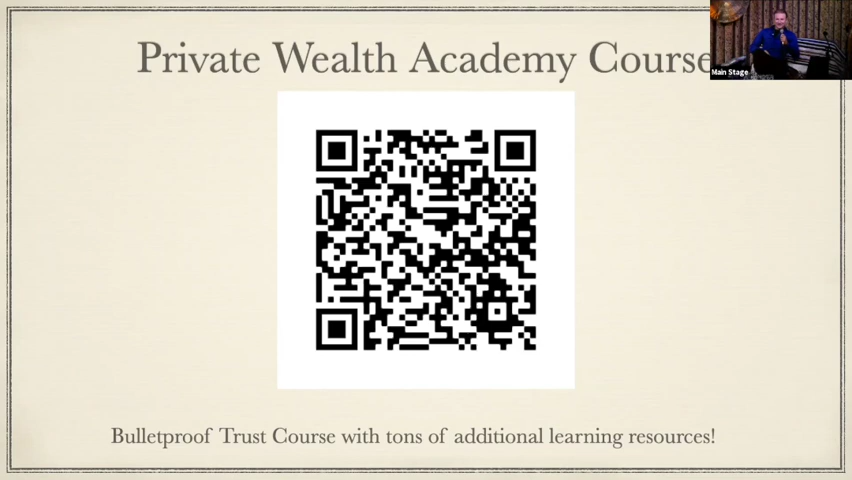 Private Wealth Academy Course
Main Stage
Bulletproof Trust Course with tons of additional learning resources!